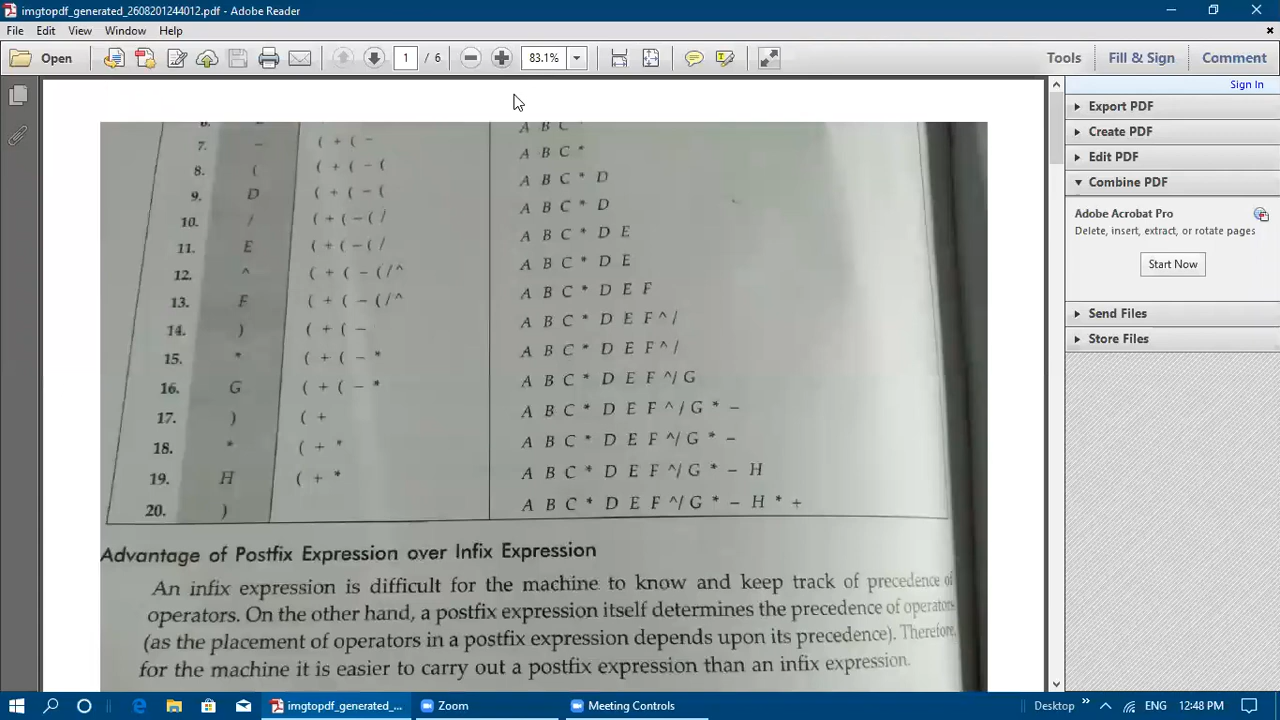 imgtopdf_generated_2608201244012.pdf - Adobe Reader
File Edit View Window Help
Open 1 / 6 83.1% Tools Fill & Sign Comment
Sign In
Export PDF
Create PDF
Edit PDF
Combine PDF
Adobe Acrobat Pro
Delete, insert, extract, or rotate pages
Start Now
Send Files
Store Files
A B C
7. – ( + ( – A B C *
8. ( ( + ( – ( A B C * D
9. D ( + ( – ( A B C * D
10. / ( + ( – ( / A B C * D E
11. E ( + ( – ( / A B C * D E
12. ^ ( + ( – ( / ^ A B C * D E F
13. F ( + ( – ( / ^ A B C * D E F ^ /
14. ) ( + ( – A B C * D E F ^ /
15. * ( + ( – * A B C * D E F ^ / G
16. G ( + ( – * A B C * D E F ^ / G * –
17. ) ( + A B C * D E F ^ / G * –
18. * ( + * A B C * D E F ^ / G * – H
19. H ( + * A B C * D E F ^ / G * – H * +
20. )
Advantage of Postfix Expression over Infix Expression
An infix expression is difficult for the machine to know and keep track of precedence of
operators. On the other hand, a postfix expression itself determines the precedence of operators
(as the placement of operators in a postfix expression depends upon its precedence). Therefore,
for the machine it is easier to carry out a postfix expression than an infix expression.
imgtopdf_generated_... Zoom Meeting Controls Desktop » ENG 12:48 PM